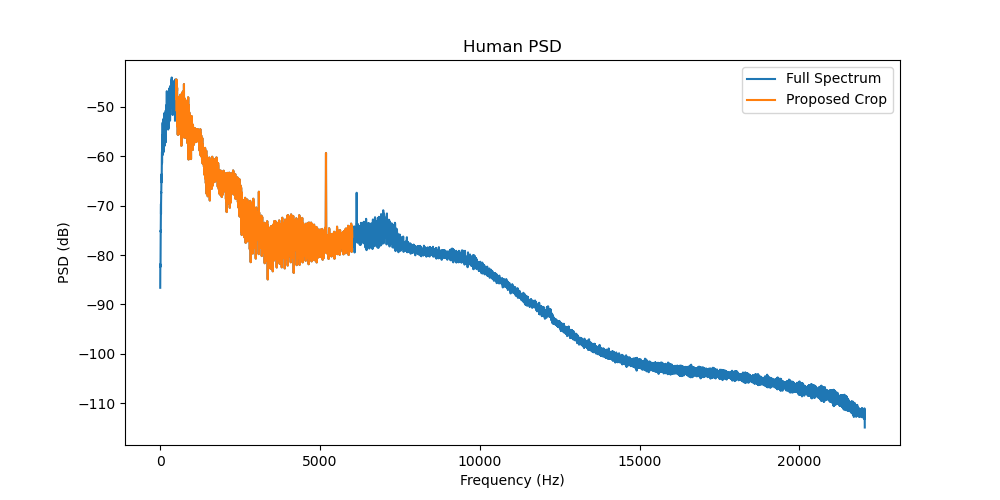 Human PSD
Full Spectrum
Proposed Crop
PSD (dB)
−50
−60
−70
−80
−90
−100
−110
0
5000
10000
15000
20000
Frequency (Hz)